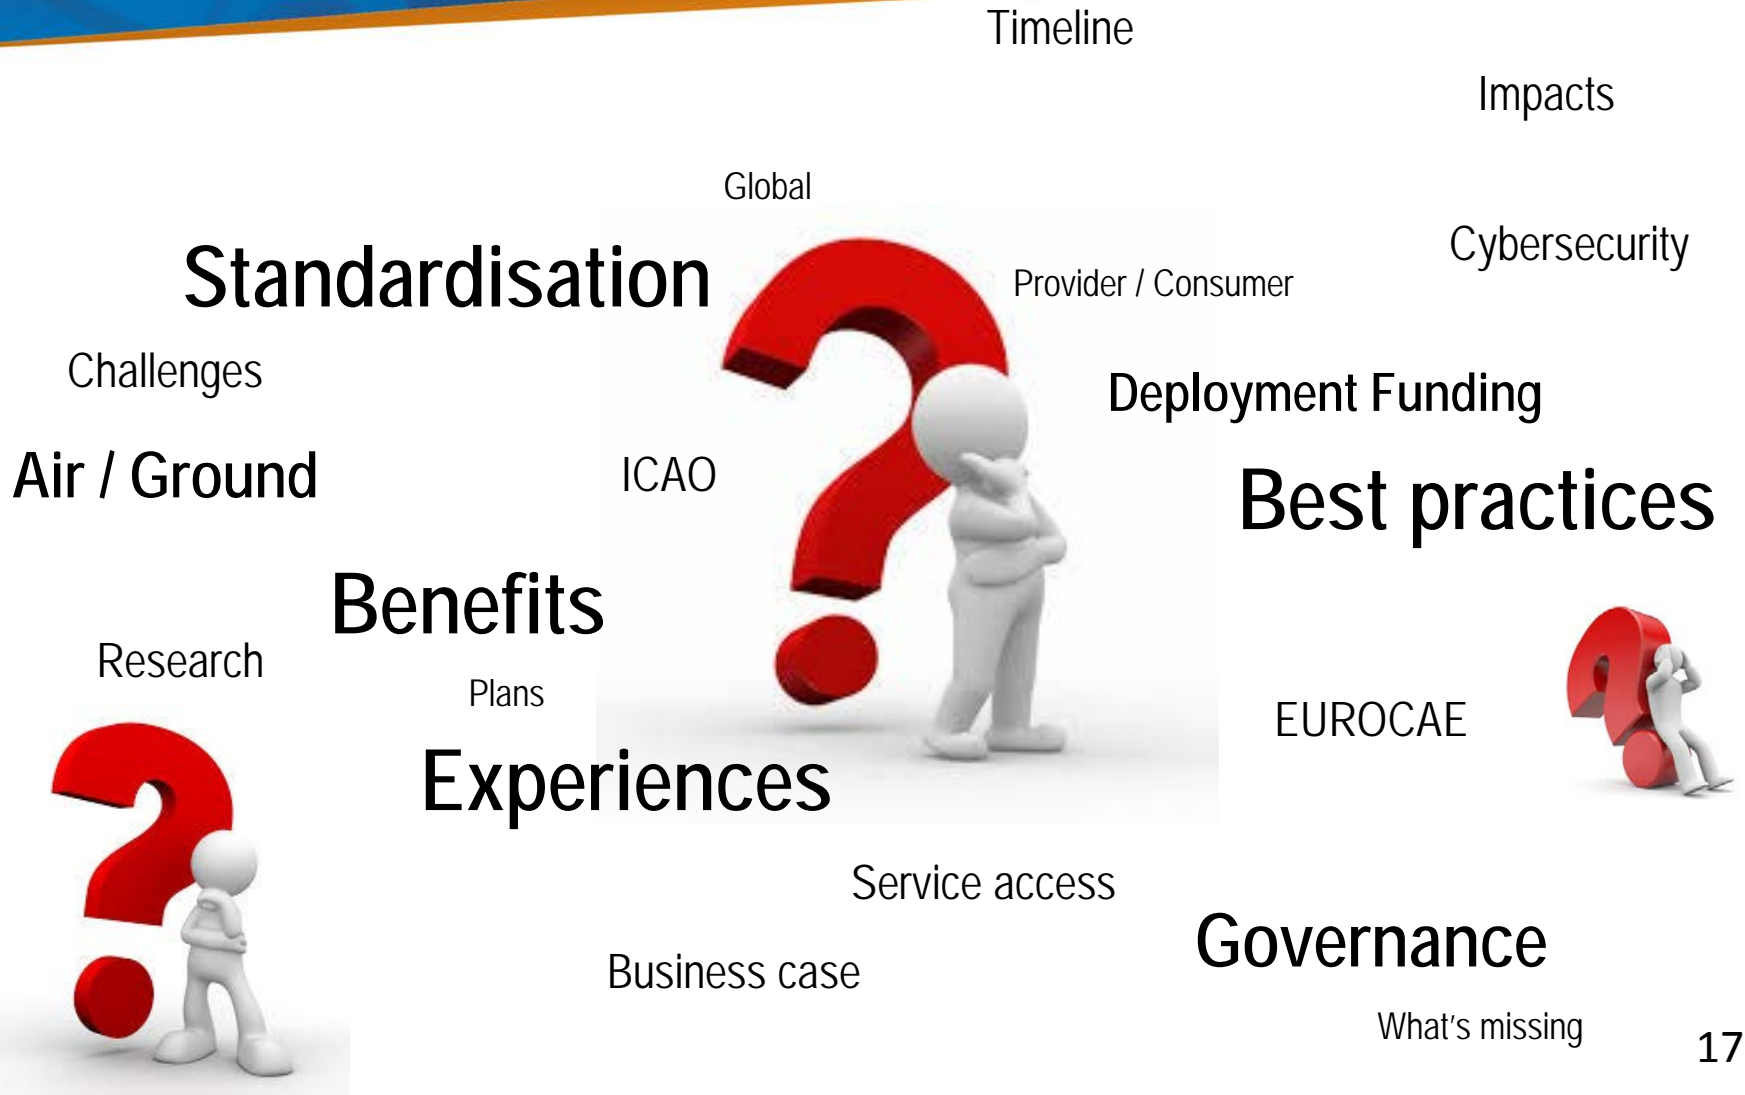 Timeline
Impacts
Global
Cybersecurity
Standardisation
Provider / Consumer
Challenges
Deployment Funding
Air / Ground
ICAO
Best practices
Benefits
Research
Plans
EUROCAE
Experiences
Service access
Governance
Business case
What's missing
17